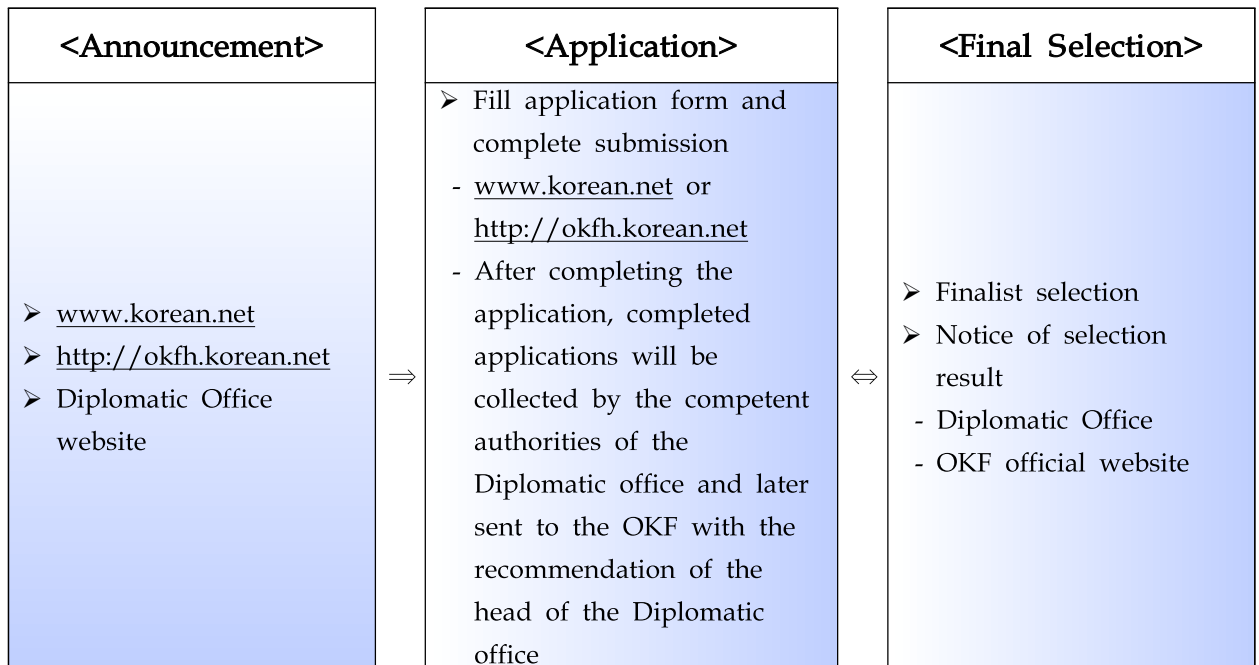 <Announcement>
➢ www.korean.net
➢ http://okfh.korean.net
➢ Diplomatic Office
website
⇒
<Application>
➢ Fill application form and
complete submission
- www.korean.net or
http://okfh.korean.net
- After completing the
application, completed
applications will be
collected by the competent
authorities of the
Diplomatic office and later
sent to the OKF with the
recommendation of the
head of the Diplomatic
office
⇔
<Final Selection>
➢ Finalist selection
➢ Notice of selection
result
- Diplomatic Office
- OKF official website